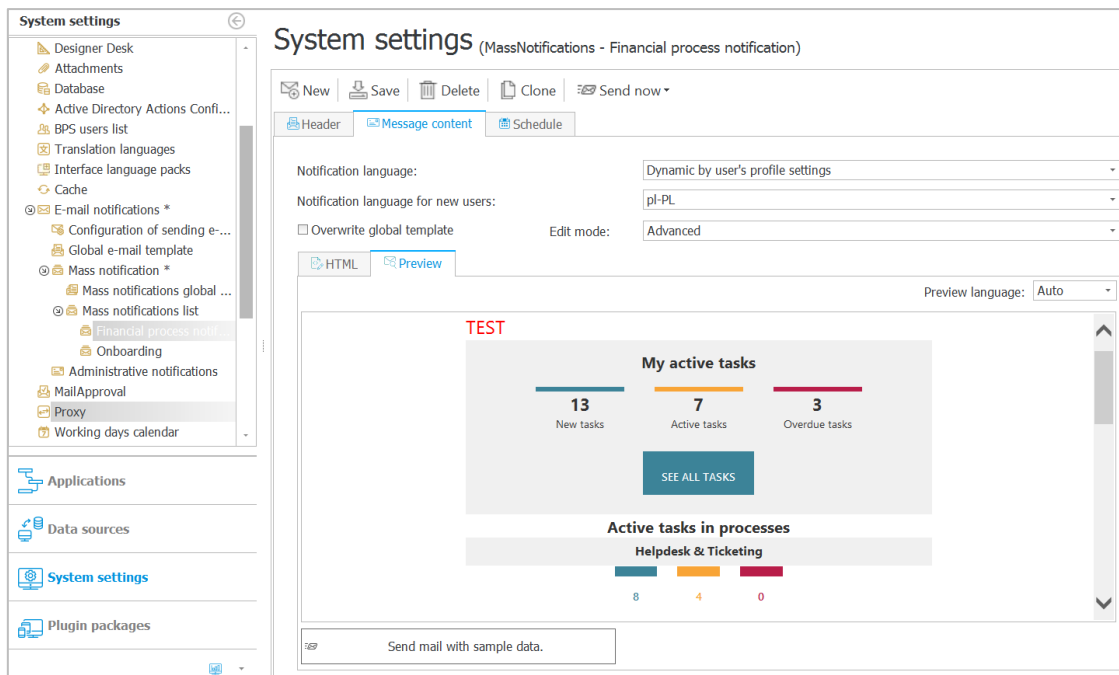 System settings
Designer Desk
Attachments
Database
Active Directory Actions Confi...
BPS users list
Translation languages
Interface language packs
Cache
E-mail notifications *
Configuration of sending e-...
Global e-mail template
Mass notification *
Mass notifications global ...
Mass notifications list
Financial process notif...
Onboarding
Administrative notifications
MailApproval
Proxy
Working days calendar
Applications
Data sources
System settings
Plugin packages
System settings (MassNotifications - Financial process notification)
New Save Delete Clone Send now
Header Message content Schedule
Notification language: Dynamic by user's profile settings
Notification language for new users: pl-PL
Overwrite global template Edit mode: Advanced
HTML Preview
Preview language: Auto
TEST
My active tasks
13 7 3
New tasks Active tasks Overdue tasks
SEE ALL TASKS
Active tasks in processes
Helpdesk & Ticketing
8 4 0
Send mail with sample data.